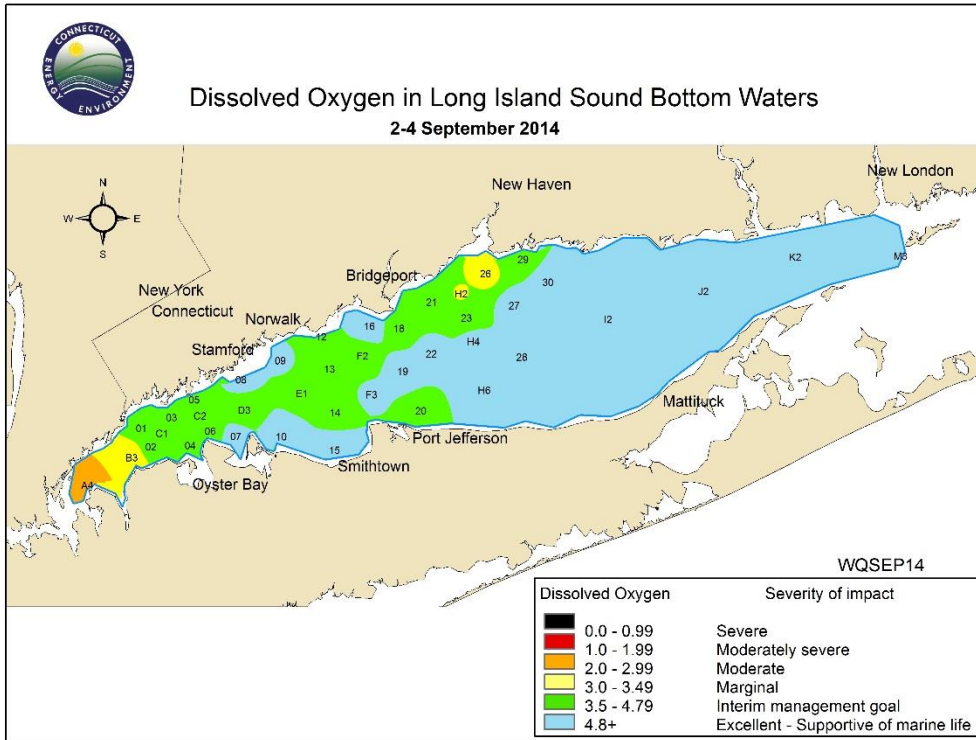 CONNECTICUT
ENERGY ENVIRONMENT
Dissolved Oxygen in Long Island Sound Bottom Waters
2-4 September 2014
N
W E
S
New London
New Haven
Bridgeport
New York
Connecticut
Norwalk
Stamford
Mattituck
Port Jefferson
Smithtown
Oyster Bay
K2
M3
J2
I2
29
26
30
H2
21
27
23
16
18
12
H4
F2
22
28
09
13
19
08
H6
E1
F3
05
D3
20
03
C2
14
01
C1
06
07
10
02
04
15
B3
A4
WQSEP14
Dissolved Oxygen Severity of impact
0.0 - 0.99 Severe
1.0 - 1.99 Moderately severe
2.0 - 2.99 Moderate
3.0 - 3.49 Marginal
3.5 - 4.79 Interim management goal
4.8+ Excellent - Supportive of marine life